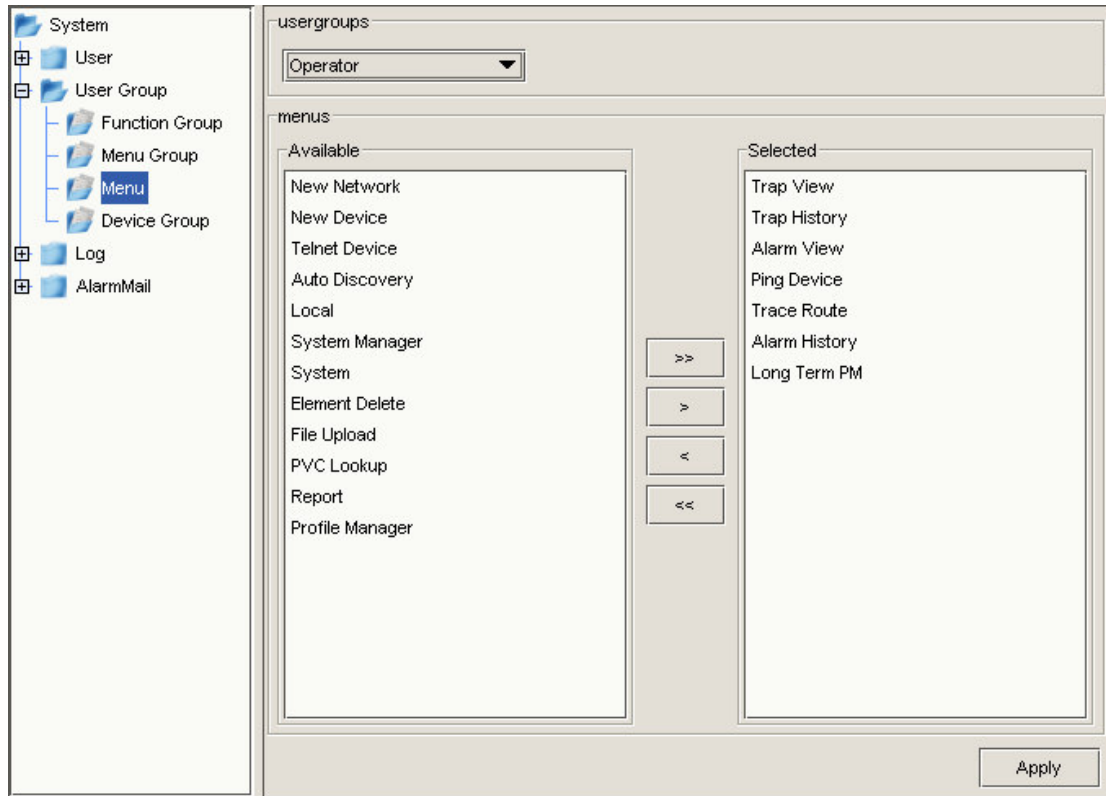 System
User
User Group
Function Group
Menu Group
Menu
Device Group
Log
AlarmMail
usergroups
Operator
menus
Available
New Network
New Device
Telnet Device
Auto Discovery
Local
System Manager
System
Element Delete
File Upload
PVC Lookup
Report
Profile Manager
>>
>
<
<<
Selected
Trap View
Trap History
Alarm View
Ping Device
Trace Route
Alarm History
Long Term PM
Apply